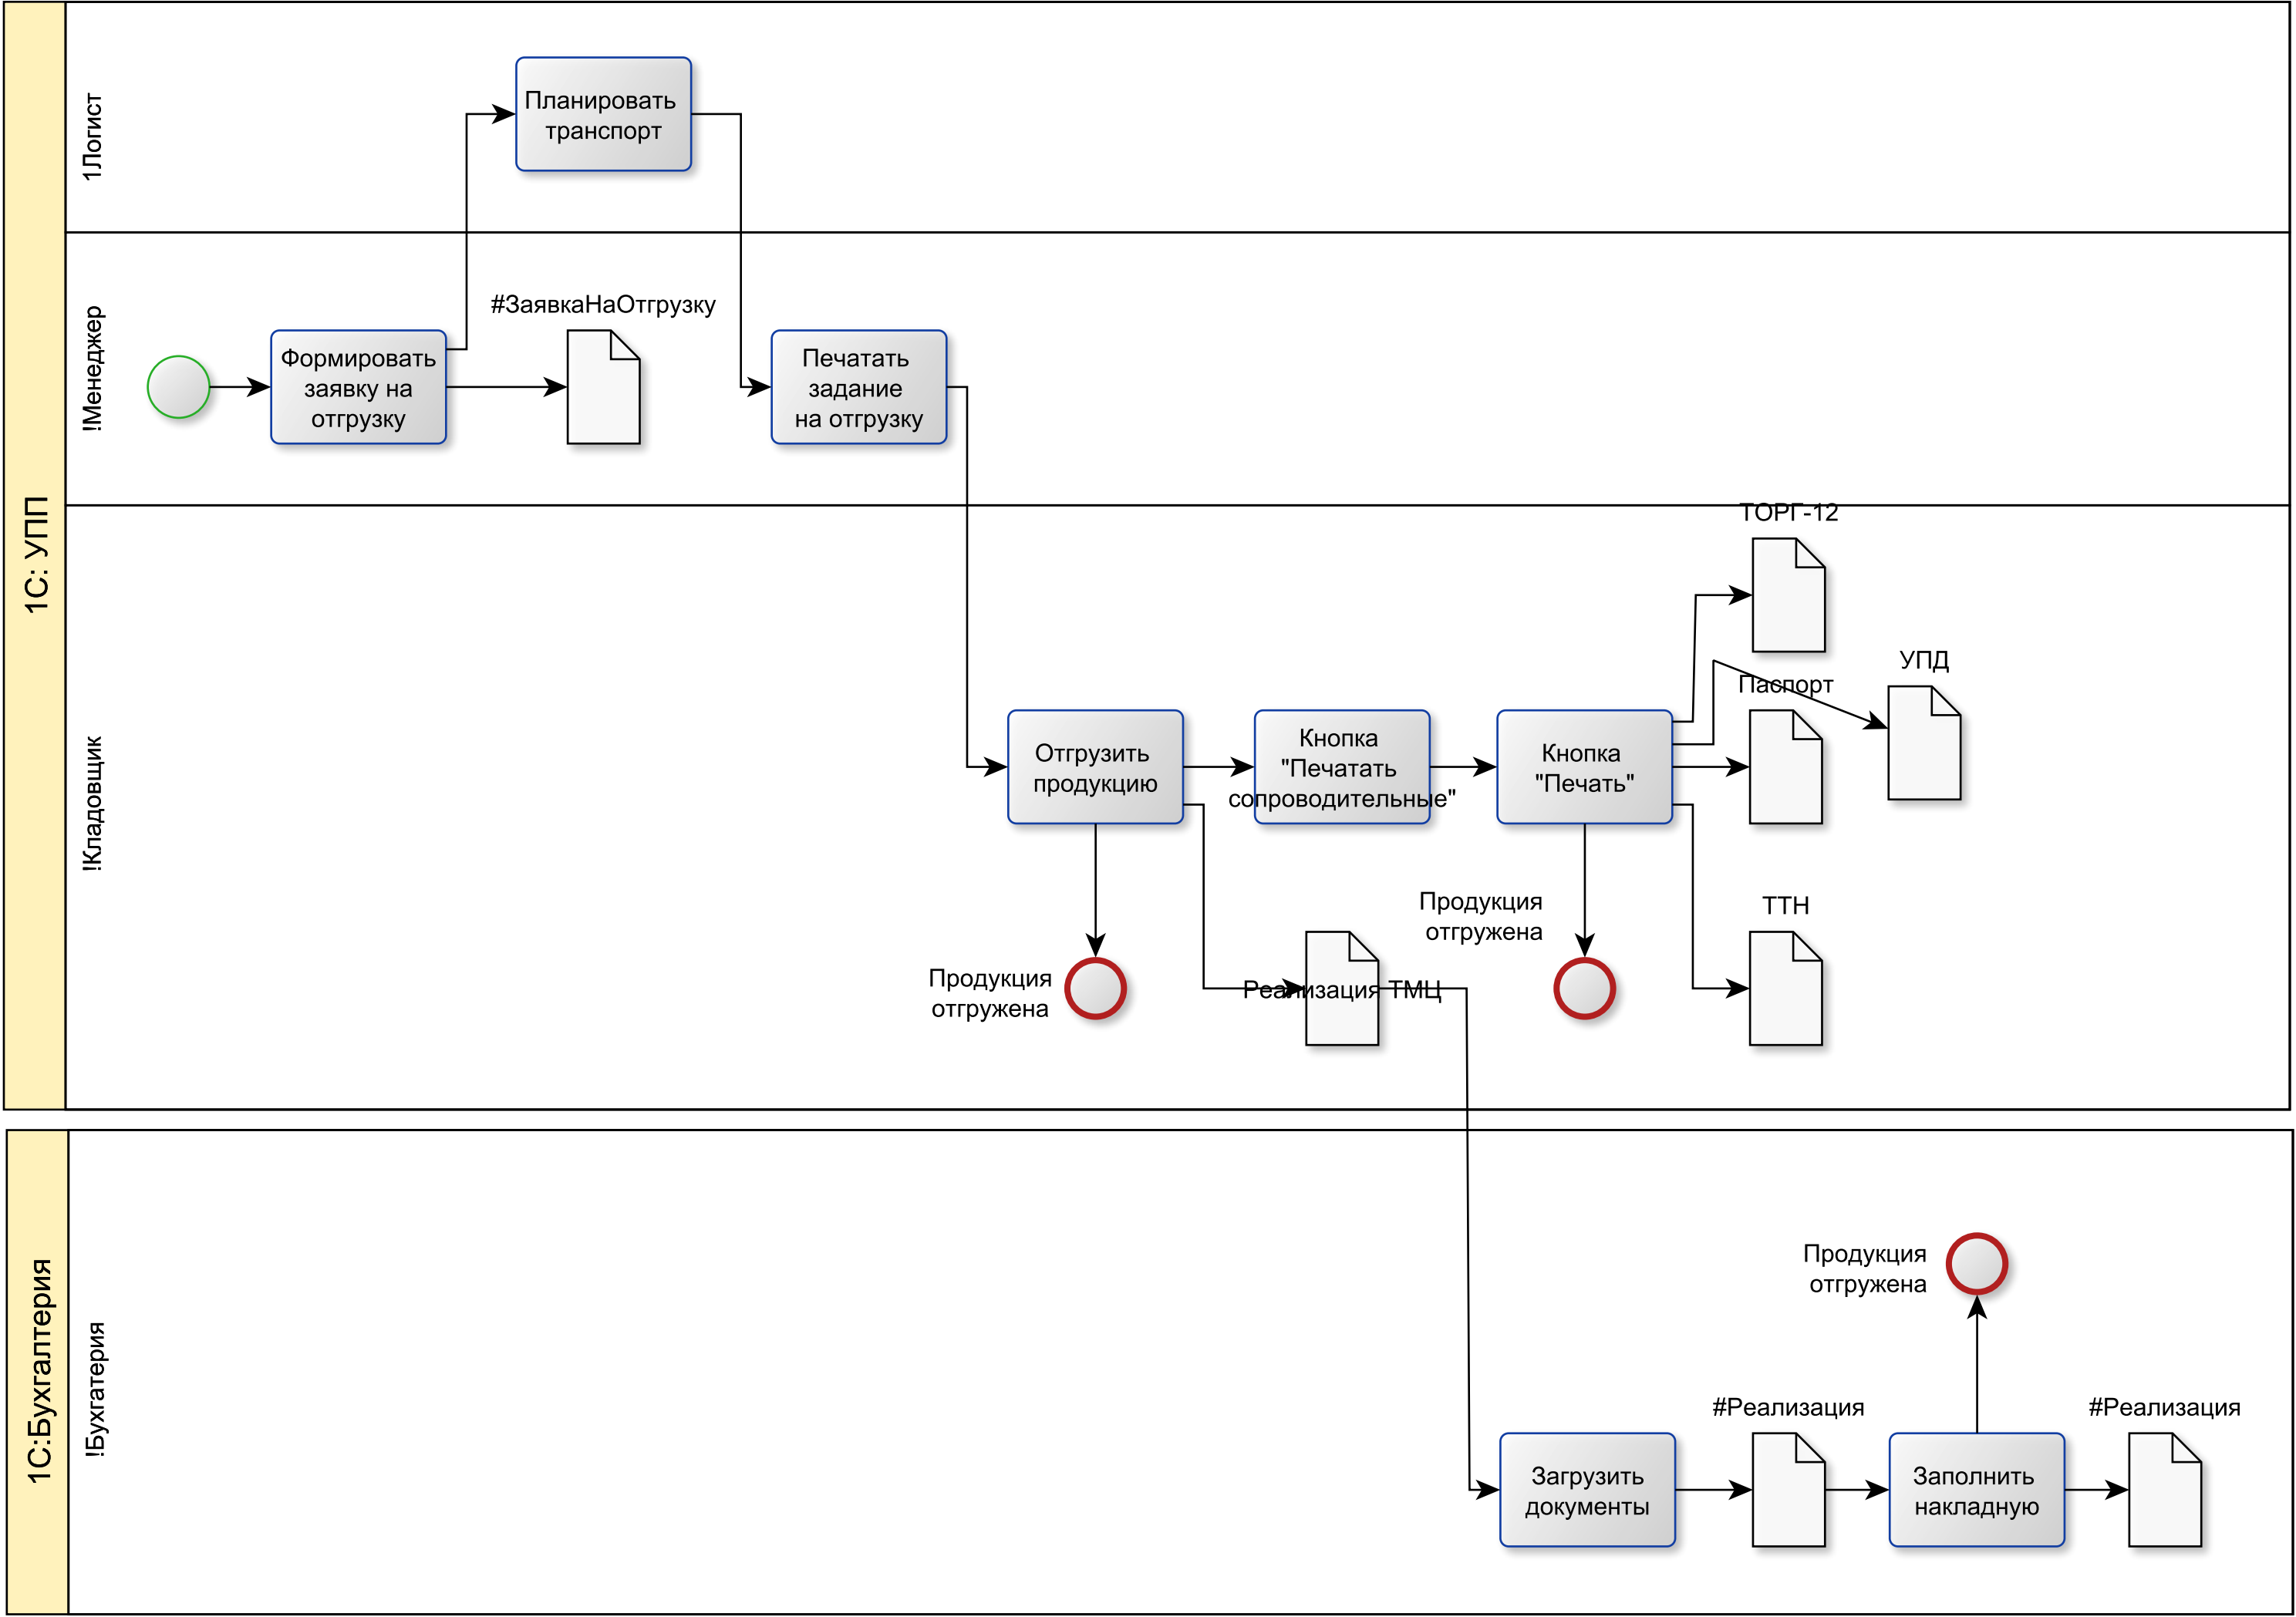 1С: УПП
1Логист
Планировать
транспорт
!Менеджер
#ЗаявкаНаОтгрузку
Формировать
заявку на
отгрузку
Печатать
задание
на отгрузку
!Кладовщик
ТОРГ-12
УПД
Паспорт
Отгрузить
продукцию
Кнопка
"Печатать
сопроводительные"
Кнопка
"Печать"
Продукция
отгружена
ТТН
Продукция
отгружена
Реализация ТМЦ
1С:Бухгалтерия
!Бухгатерия
Продукция
отгружена
#Реализация
#Реализация
Загрузить
документы
Заполнить
накладную